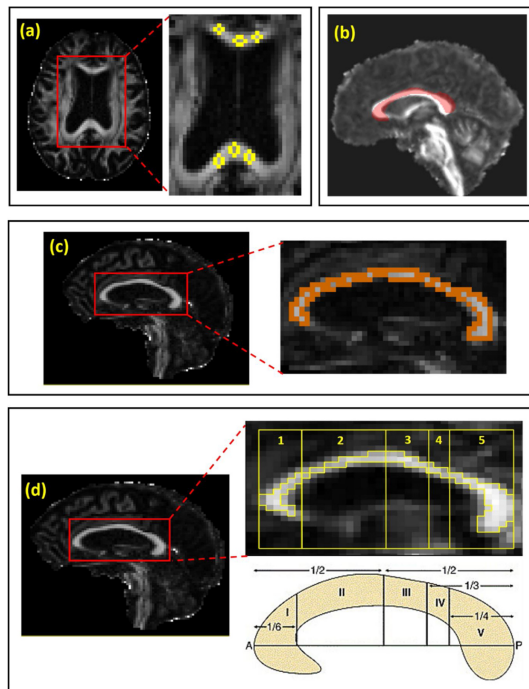 (a)
(b)
(c)
(d)
1 2 3 4 5
1/2 1/2
1/3
I II III IV
1/6 1/4
V
A P